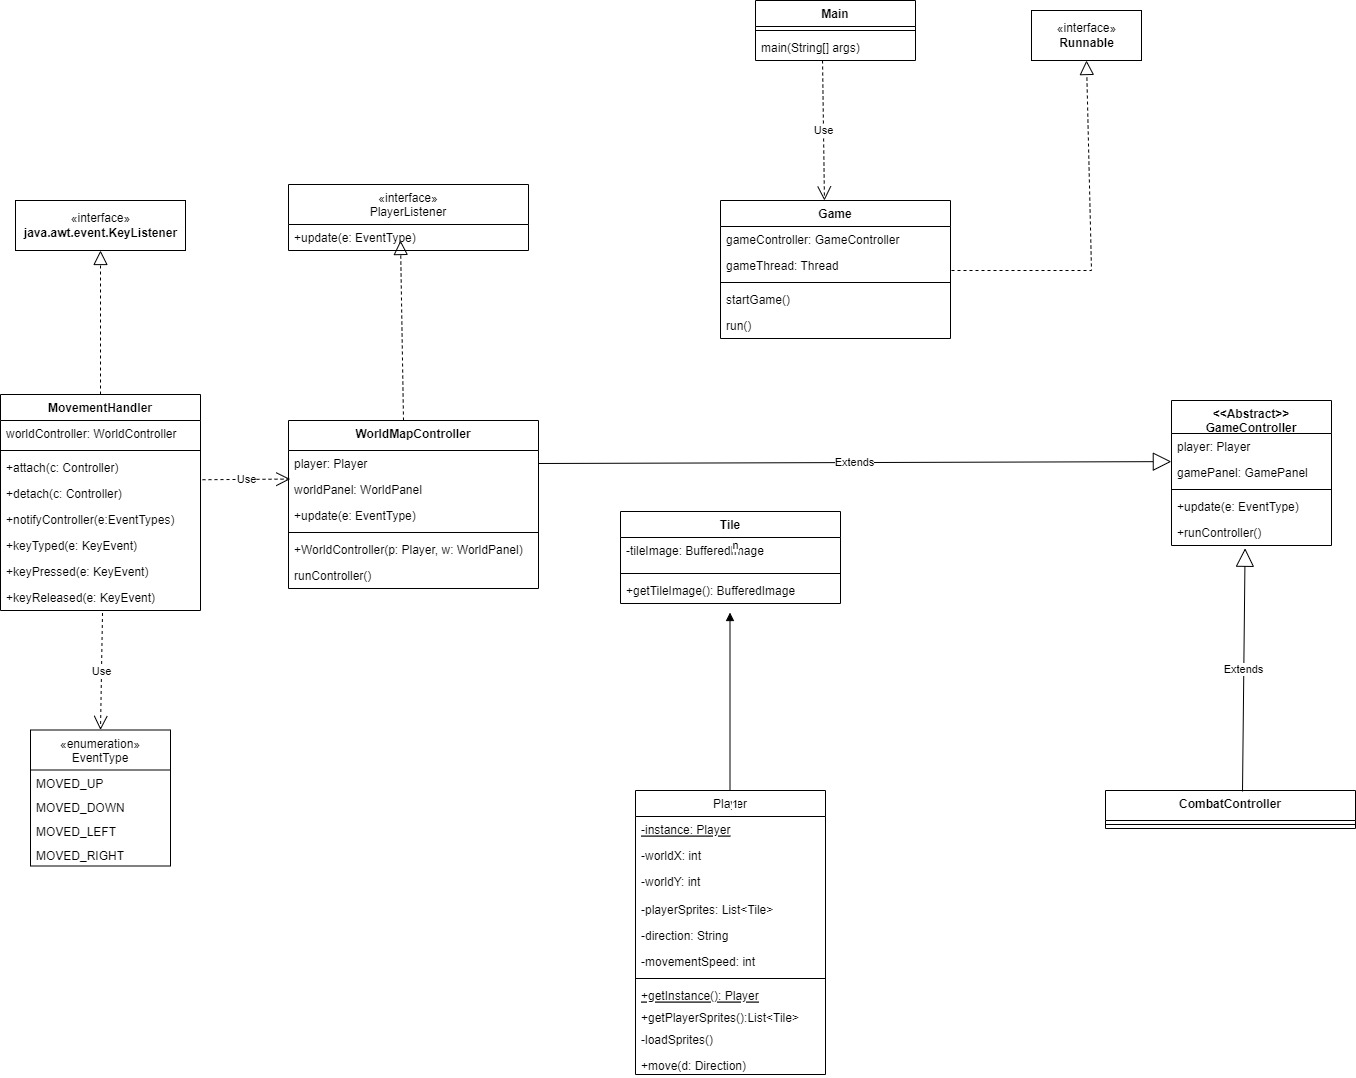 Main
main(String[] args)
«interface»
Runnable
Use
«interface»
PlayerListener
+update(e: EventType)
«interface»
java.awt.event.KeyListener
Game
gameController: GameController
gameThread: Thread
startGame()
run()
MovementHandler
worldController: WorldController
+attach(c: Controller)
+detach(c: Controller)
+notifyController(e:EventTypes)
+keyTyped(e: KeyEvent)
+keyPressed(e: KeyEvent)
+keyReleased(e: KeyEvent)
Use
WorldMapController
player: Player
worldPanel: WorldPanel
+update(e: EventType)
+WorldController(p: Player, w: WorldPanel)
runController()
Extends
<<Abstract>>
GameController
player: Player
gamePanel: GamePanel
+update(e: EventType)
+runController()
Tile
n
-tileImage: BufferedImage
+getTileImage(): BufferedImage
Use
Extends
«enumeration»
EventType
MOVED_UP
MOVED_DOWN
MOVED_LEFT
MOVED_RIGHT
Player
-instance: Player
-worldX: int
-worldY: int
-playerSprites: List<Tile>
-direction: String
-movementSpeed: int
+getInstance(): Player
+getPlayerSprites():List<Tile>
-loadSprites()
+move(d: Direction)
CombatController